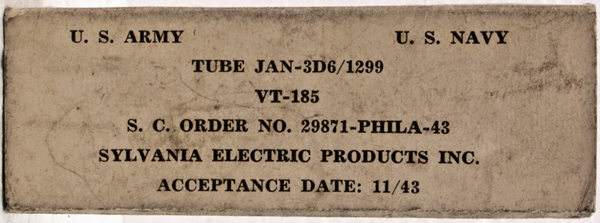 U. S. ARMY U. S. NAVY
TUBE JAN-3D6/1299
VT-185
S. C. ORDER NO. 29871-PHILA-43
SYLVANIA ELECTRIC PRODUCTS INC.
ACCEPTANCE DATE: 11/43